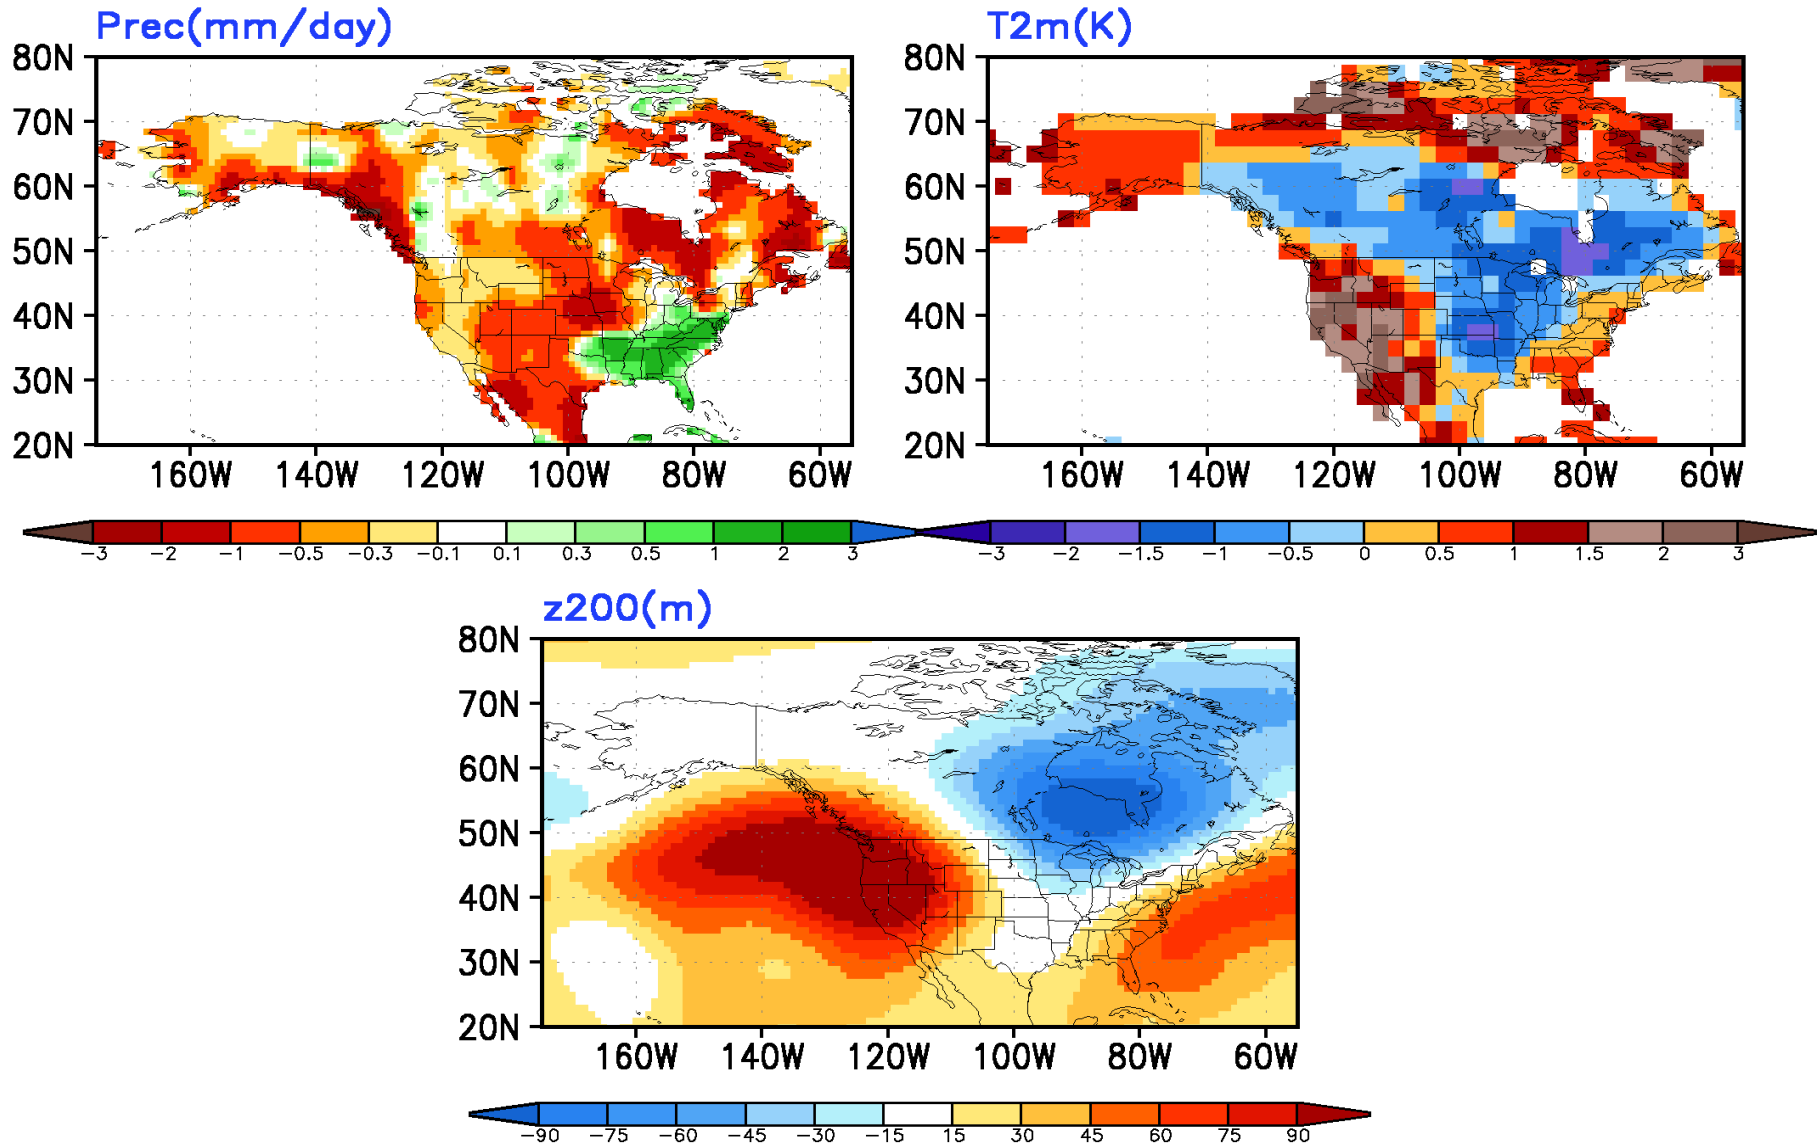 Prec(mm/day)
T2m(K)
80N
70N
60N
50N
40N
30N
20N
160W 140W 120W 100W 80W 60W
80N
70N
60N
50N
40N
30N
20N
160W 140W 120W 100W 80W 60W
-3 -2 -1 -0.5 -0.3 -0.1 0.1 0.3 0.5 1 2 3
-3 -2 -1.5 -1 -0.5 0 0.5 1 1.5 2 3
z200(m)
80N
70N
60N
50N
40N
30N
20N
160W 140W 120W 100W 80W 60W
-90 -75 -60 -45 -30 -15 15 30 45 60 75 90